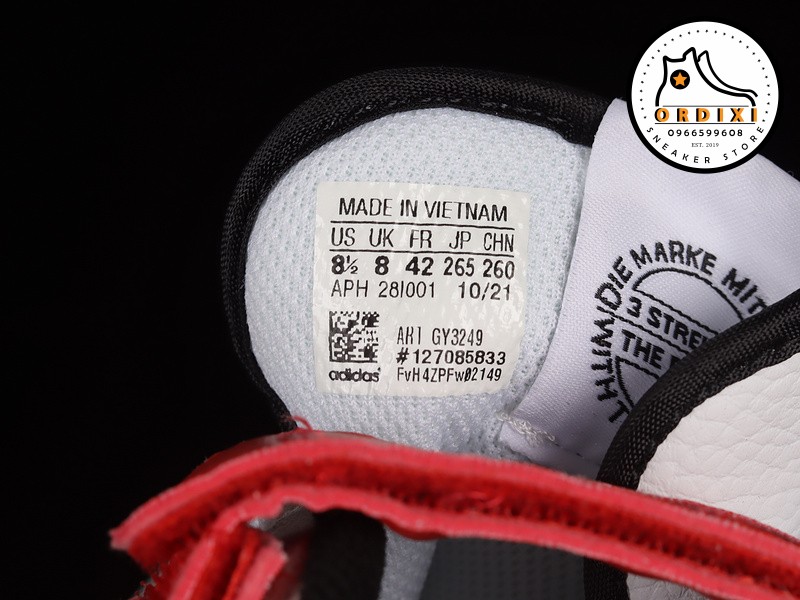 ORDIXI
0966599608
EST. 2019
SNEAKER STORE
MADE IN VIETNAM
US UK FR JP CHN
8½ 8 42 265 260
APH 28I001 10/21
ART GY3249
#127085833
FvH4ZPFw02149
adidas
DIE MARKE MIT
3 STREI
THE
WITH T